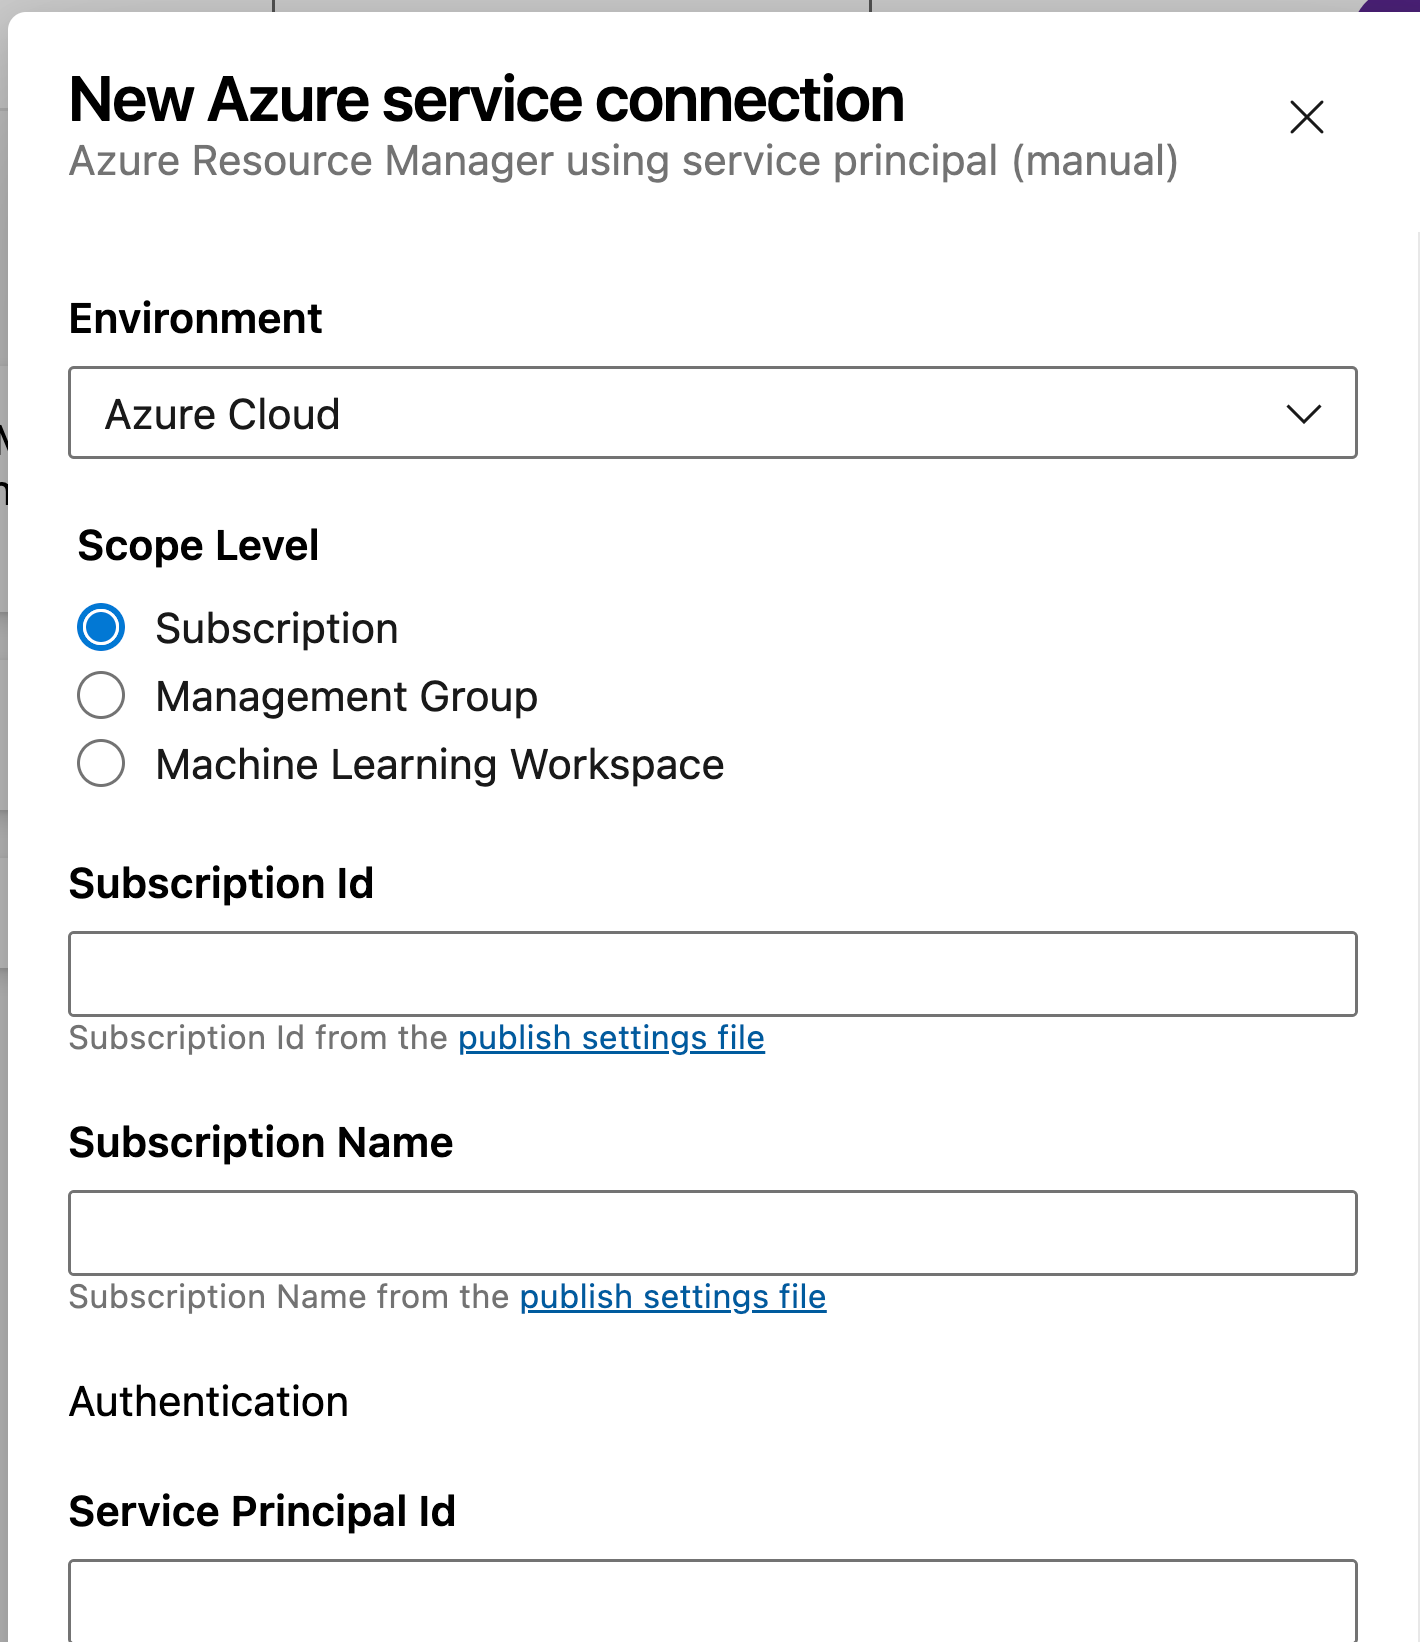 New Azure service connection
Azure Resource Manager using service principal (manual)
Environment
Azure Cloud
Scope Level
Subscription
Management Group
Machine Learning Workspace
Subscription Id
Subscription Id from the publish settings file
Subscription Name
Subscription Name from the publish settings file
Authentication
Service Principal Id